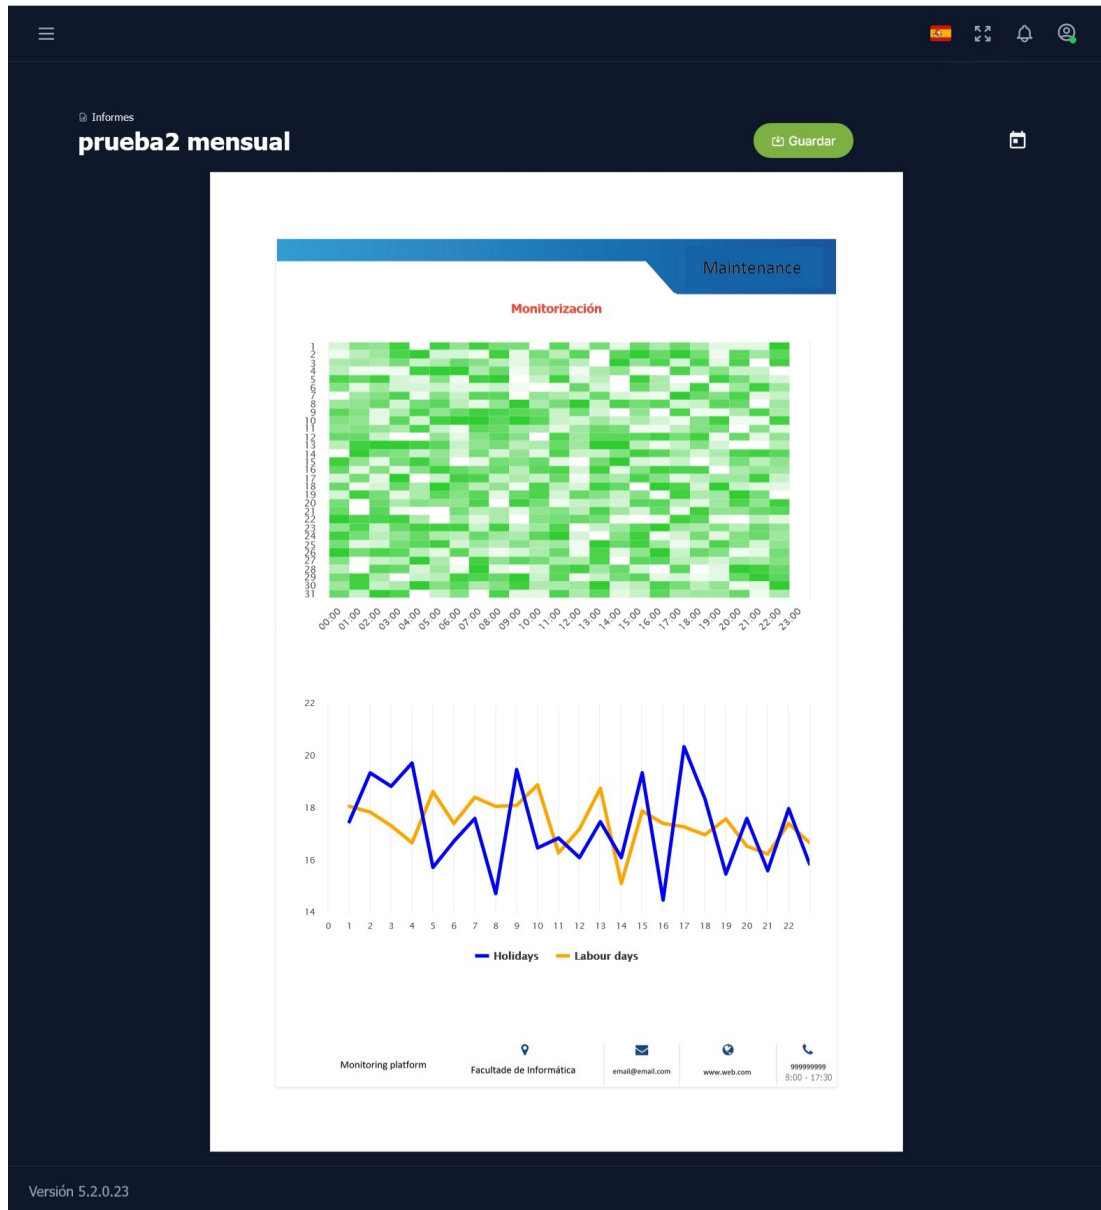 Informes
prueba2 mensual
Guardar
Maintenance
Monitorización
1
2
3
4
5
6
7
8
9
10
11
12
13
14
15
16
17
18
19
20
21
22
23
24
25
26
27
28
29
30
31
00:00 01:00 02:00 03:00 04:00 05:00 06:00 07:00 08:00 09:00 10:00 11:00 12:00 13:00 14:00 15:00 16:00 17:00 18:00 19:00 20:00 21:00 22:00 23:00
22
20
18
16
14
0 1 2 3 4 5 6 7 8 9 10 11 12 13 14 15 16 17 18 19 20 21 22
Holidays Labour days
Monitoring platform
Facultade de Informática
email@email.com
www.web.com
999999999
8:00 - 17:30
Versión 5.2.0.23